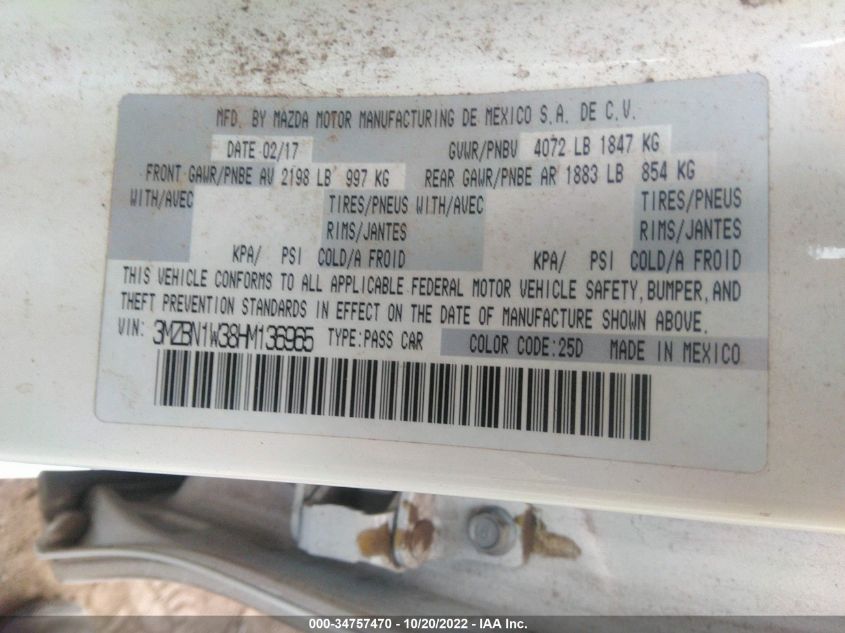 MFD. BY MAZDA MOTOR MANUFACTURING DE MEXICO S.A. DE C.V.
DATE 02/17 GVWR/PNBV 4072 LB 1847 KG
FRONT GAWR/PNBE AV 2198 LB 997 KG REAR GAWR/PNBE AR 1883 LB 854 KG
WITH/AVEC TIRES/PNEUS WITH/AVEC TIRES/PNEUS
RIMS/JANTES RIMS/JANTES
KPA/ PSI COLD/A FROID KPA/ PSI COLD/A FROID
THIS VEHICLE CONFORMS TO ALL APPLICABLE FEDERAL MOTOR VEHICLE SAFETY, BUMPER, AND
THEFT PREVENTION STANDARDS IN EFFECT ON THE DATE OF MANUFACTURE SHOWN ABOVE.
VIN: 3MZBN1W38HM136965 TYPE:PASS CAR COLOR CODE:25D MADE IN MEXICO
000-34757470 - 10/20/2022 - IAA Inc.